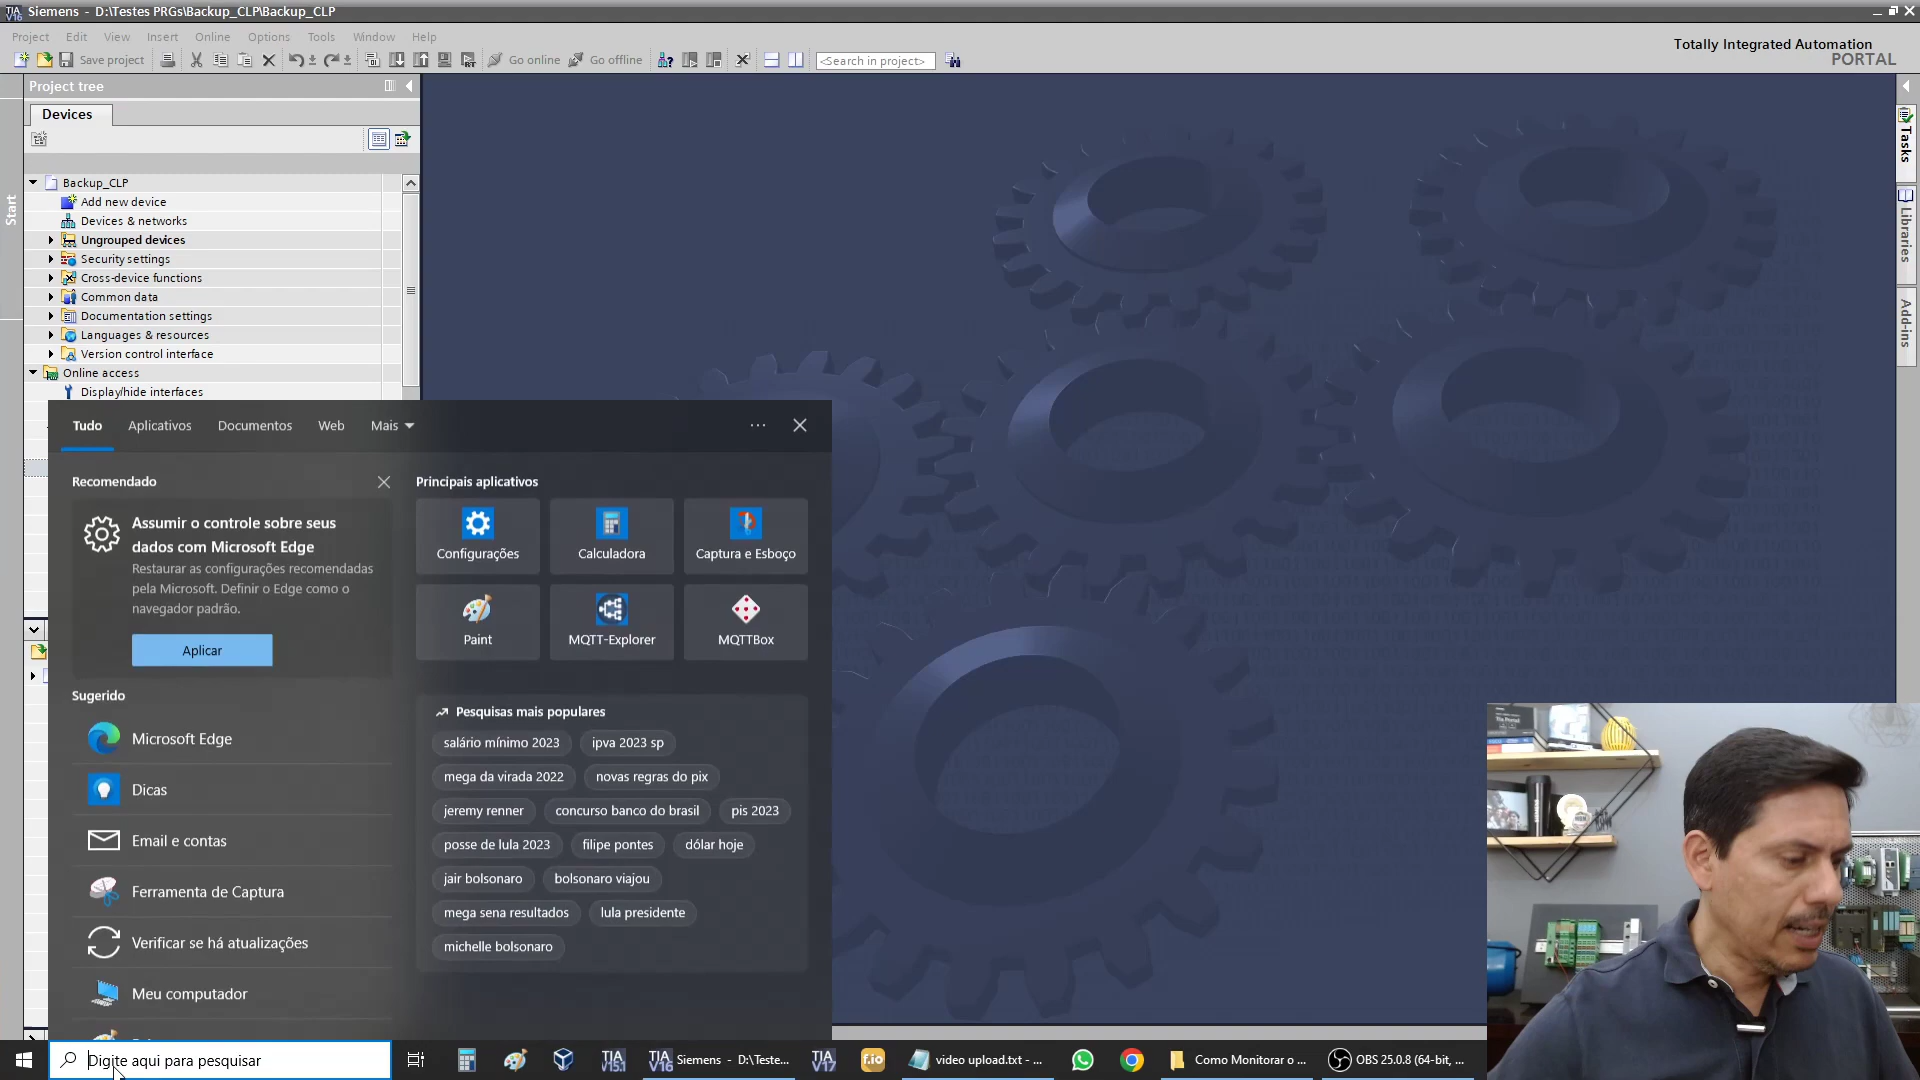 Siemens - D:\Testes PRGs\Backup_CLP\Backup_CLP
Project Edit View Insert Online Options Tools Window Help
Totally Integrated Automation
PORTAL
Save project
Go online
Go offline
<Search in project>
Project tree
Devices
Start
Backup_CLP
Add new device
Devices & networks
Ungrouped devices
Security settings
Cross-device functions
Common data
Documentation settings
Languages & resources
Version control interface
Online access
Display/hide interfaces
Tasks
Libraries
Add-ins
Tudo Aplicativos Documentos Web Mais
Recomendado
Assumir o controle sobre seus
dados com Microsoft Edge
Restaurar as configurações recomendadas
pela Microsoft. Definir o Edge como o
navegador padrão.
Aplicar
Sugerido
Microsoft Edge
Dicas
Email e contas
Ferramenta de Captura
Verificar se há atualizações
Meu computador
Principais aplicativos
Configurações
Calculadora
Captura e Esboço
Paint
MQTT-Explorer
MQTTBox
Pesquisas mais populares
salário mínimo 2023
ipva 2023 sp
mega da virada 2022
novas regras do pix
jeremy renner
concurso banco do brasil
pis 2023
posse de lula 2023
filipe pontes
dólar hoje
jair bolsonaro
bolsonaro viajou
mega sena resultados
lula presidente
michelle bolsonaro
Digite aqui para pesquisar
TIA V15.1
TIA V16
Siemens - D:\Teste...
TIA V17
f.io
video upload.txt - ...
Como Monitorar o ...
OBS 25.0.8 (64-bit, ...